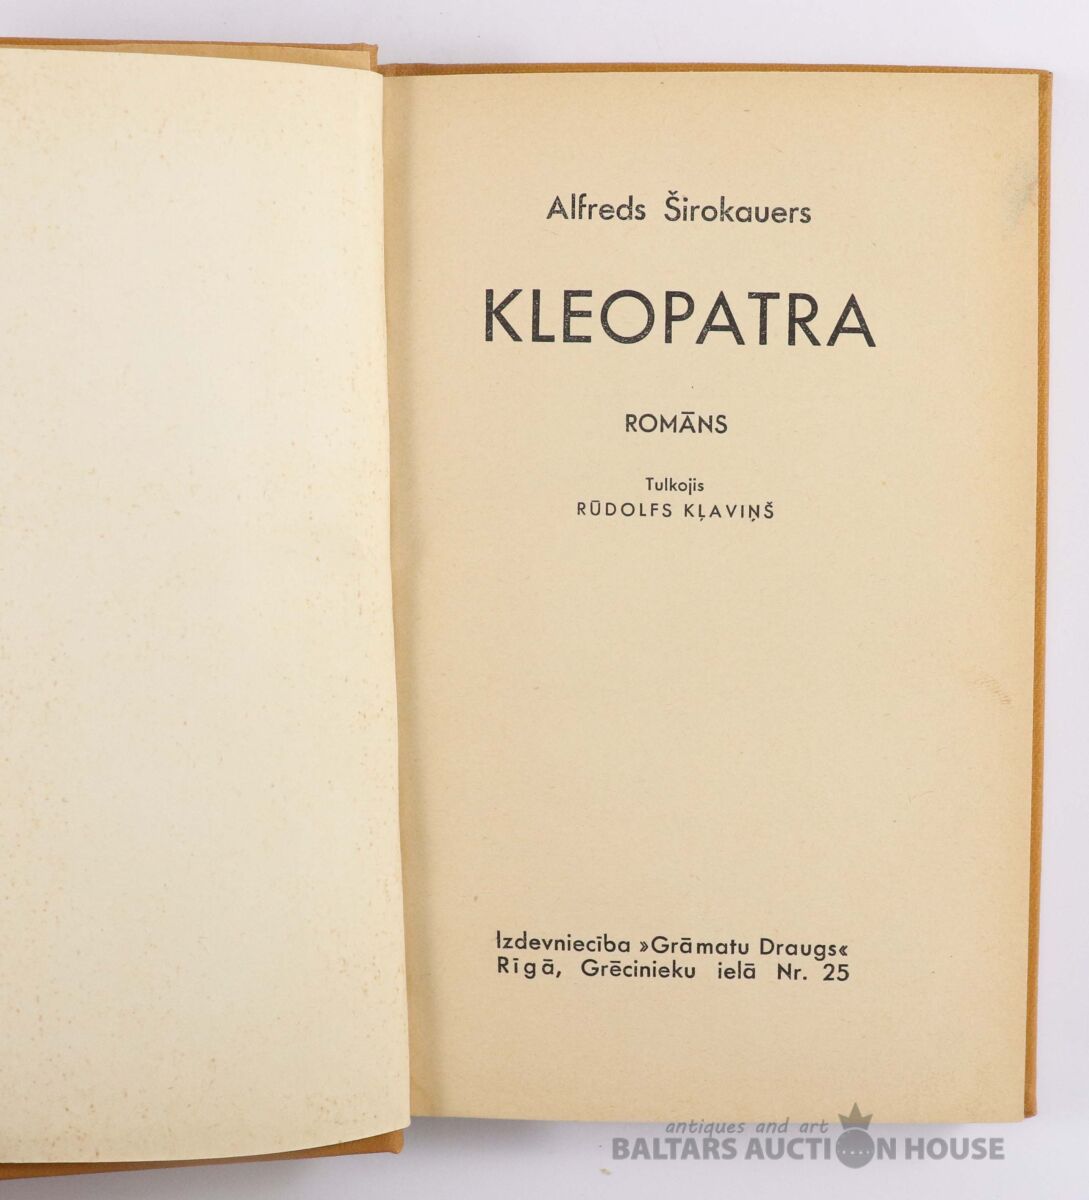 Alfreds Širokauers
KLEOPATRA
ROMĀNS
Tulkojis
RŪDOLFS KĻAVIŅŠ
Izdevniecība »Grāmatu Draugs«
Rīgā, Grēcinieku ielā Nr. 25
antiques and art
BALTARS AUCTION HOUSE